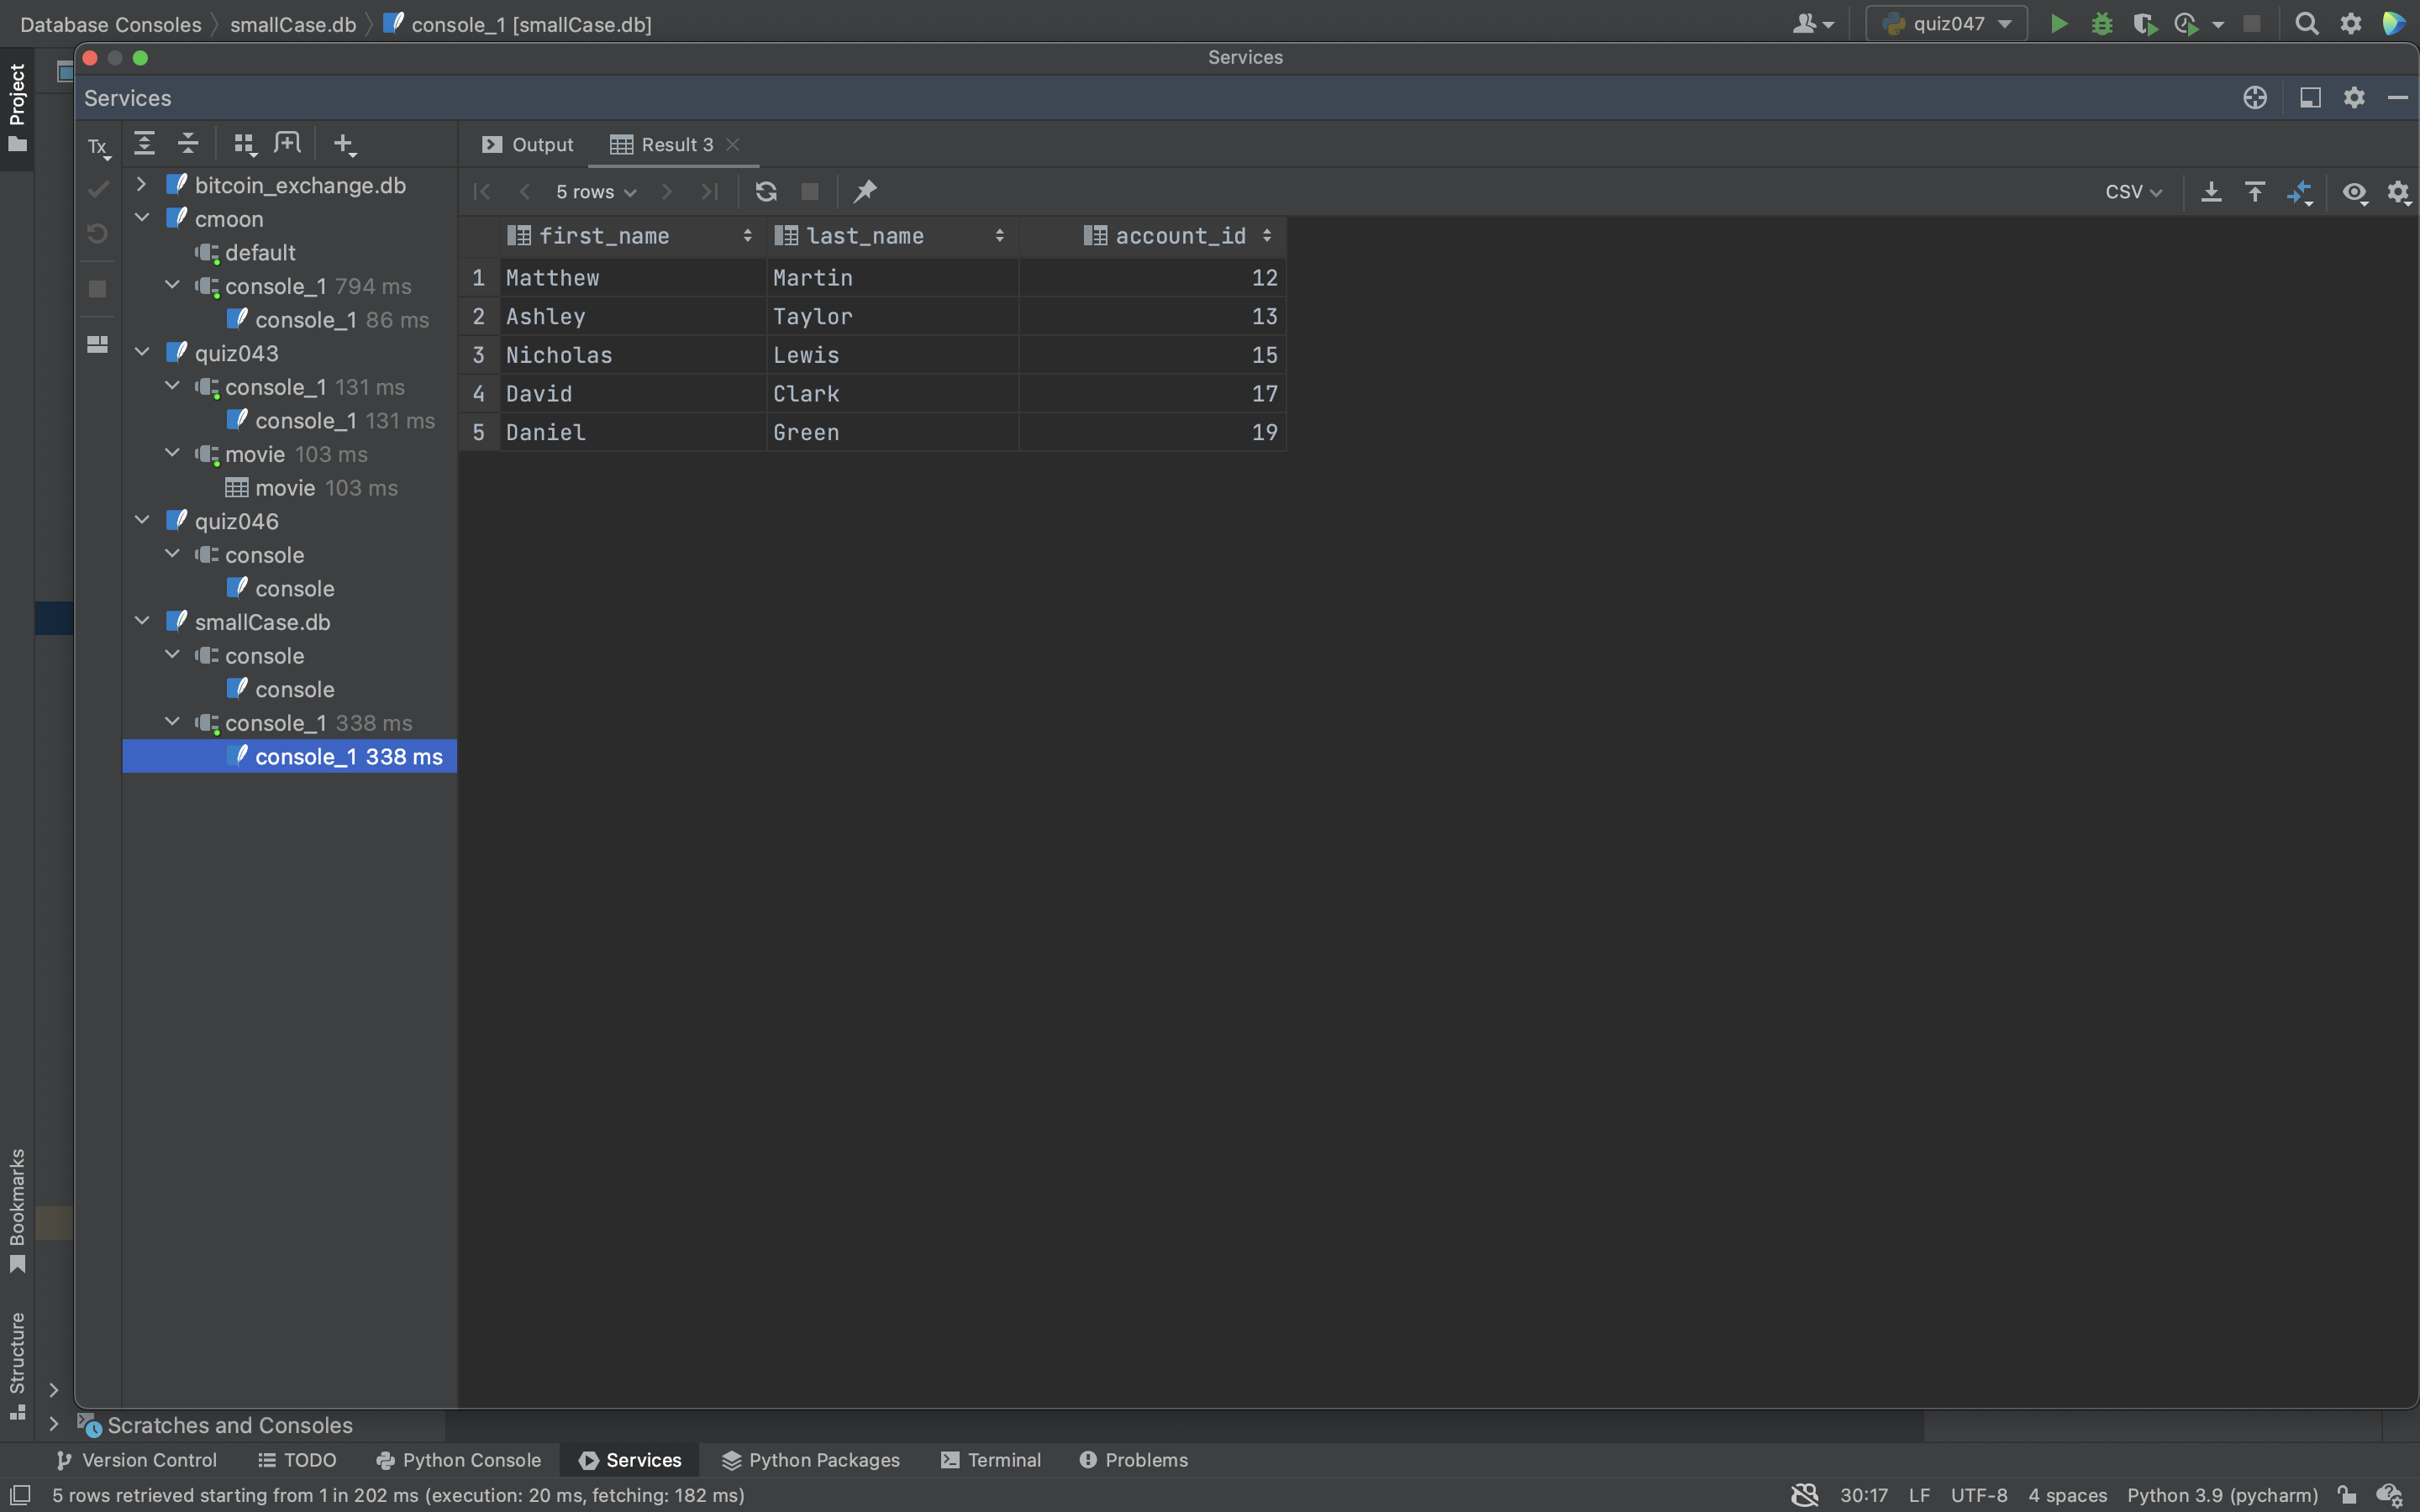 Database Consoles smallCase.db console_1 [smallCase.db] quiz047
Services
Services
Project
Tx
Output Result 3
5 rows CSV
bitcoin_exchange.db
cmoon
default
console_1 794 ms
console_1 86 ms
quiz043
console_1 131 ms
console_1 131 ms
movie 103 ms
movie 103 ms
quiz046
console
console
smallCase.db
console
console
console_1 338 ms
console_1 338 ms
first_name last_name account_id
1 Matthew Martin 12
2 Ashley Taylor 13
3 Nicholas Lewis 15
4 David Clark 17
5 Daniel Green 19
Bookmarks
Structure
Scratches and Consoles
Version Control TODO Python Console Services Python Packages Terminal Problems
5 rows retrieved starting from 1 in 202 ms (execution: 20 ms, fetching: 182 ms) 30:17 LF UTF-8 4 spaces Python 3.9 (pycharm)